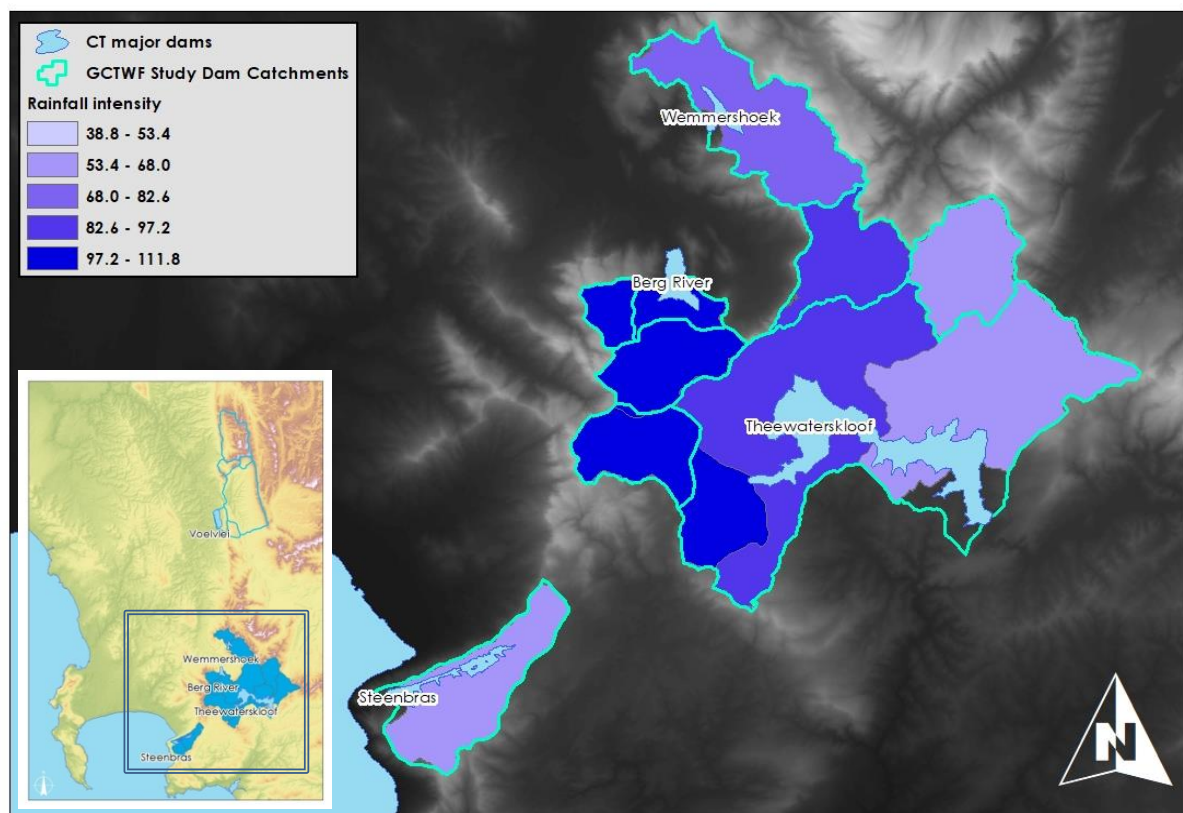 CT major dams
GCTWF Study Dam Catchments
Rainfall intensity
38.8 - 53.4
53.4 - 68.0
68.0 - 82.6
82.6 - 97.2
97.2 - 111.8
Wemmershoek
Berg River
Theewaterskloof
Steenbras
Voelvlei
Wemmershoek
Berg River
Theewaterskloof
Steenbras
N